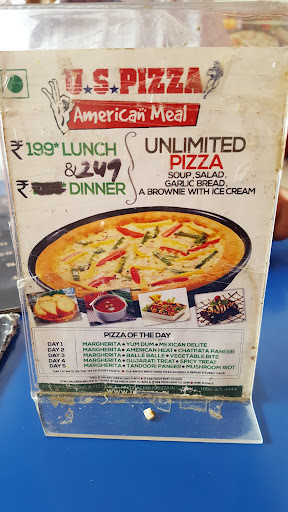 U.S.PIZZA
American Meal
₹199* LUNCH
& 249
₹ DINNER
UNLIMITED
PIZZA
SOUP, SALAD,
GARLIC BREAD,
A BROWNIE WITH ICE CREAM
PIZZA OF THE DAY
DAY 1 MARGHERITA • YUM DUM • MEXICAN DELITE
DAY 2 MARGHERITA • AMERICAN HEAT • CHATPATA PANEER
DAY 3 MARGHERITA • BALLE BALLE • VEGETABLE BITE
DAY 4 MARGHERITA • GUJARATI TREAT • SPICY TREAT
DAY 5 MARGHERITA • TANDOORI PANEER • MUSHROOM RIOT